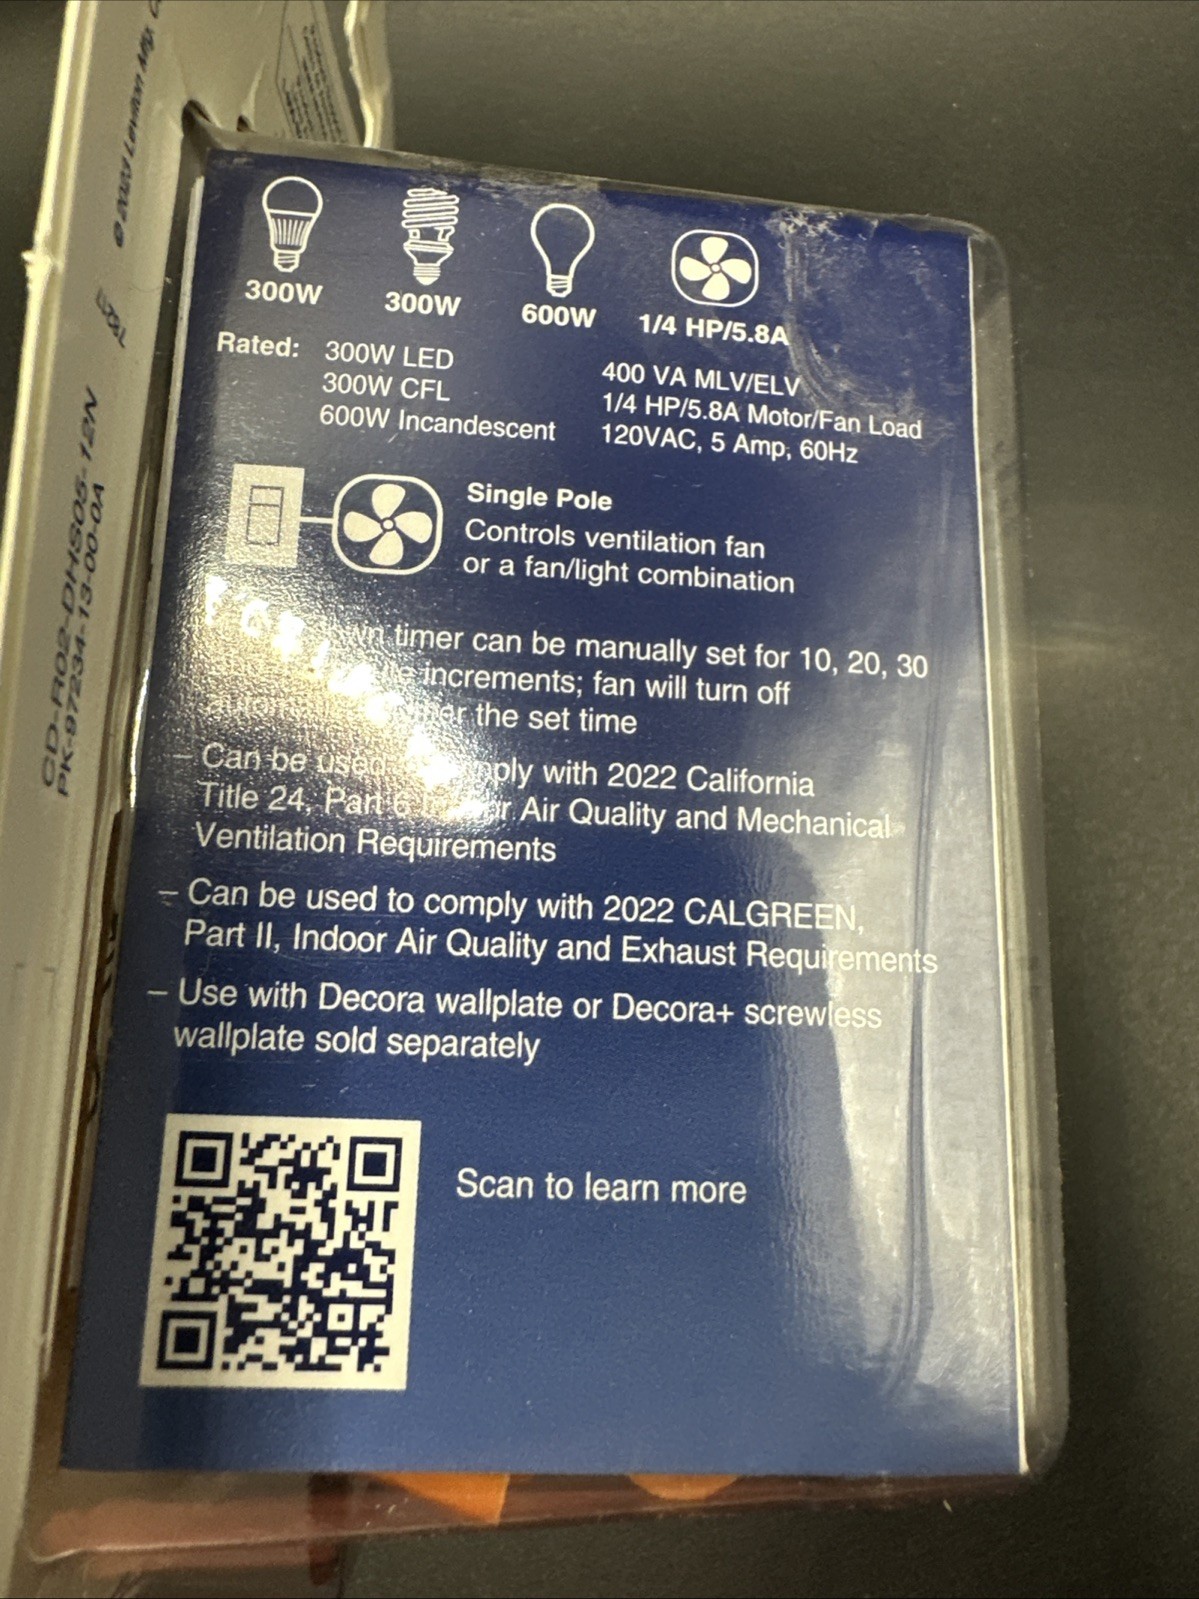 © 2023 Leviton Mfg.
CD-R02-DHS05-12N
PK-97234-13-00-0A
300W
300W
600W
1/4 HP/5.8A
Rated: 300W LED
300W CFL
600W Incandescent
400 VA MLV/ELV
1/4 HP/5.8A Motor/Fan Load
120VAC, 5 Amp, 60Hz
Single Pole
Controls ventilation fan
or a fan/light combination
timer can be manually set for 10, 20, 30
increments; fan will turn off
the set time
– Can be used comply with 2022 California
Title 24, Part 6 Air Quality and Mechanical
Ventilation Requirements
– Can be used to comply with 2022 CALGREEN,
Part II, Indoor Air Quality and Exhaust Requirements
– Use with Decora wallplate or Decora+ screwless
wallplate sold separately
Scan to learn more